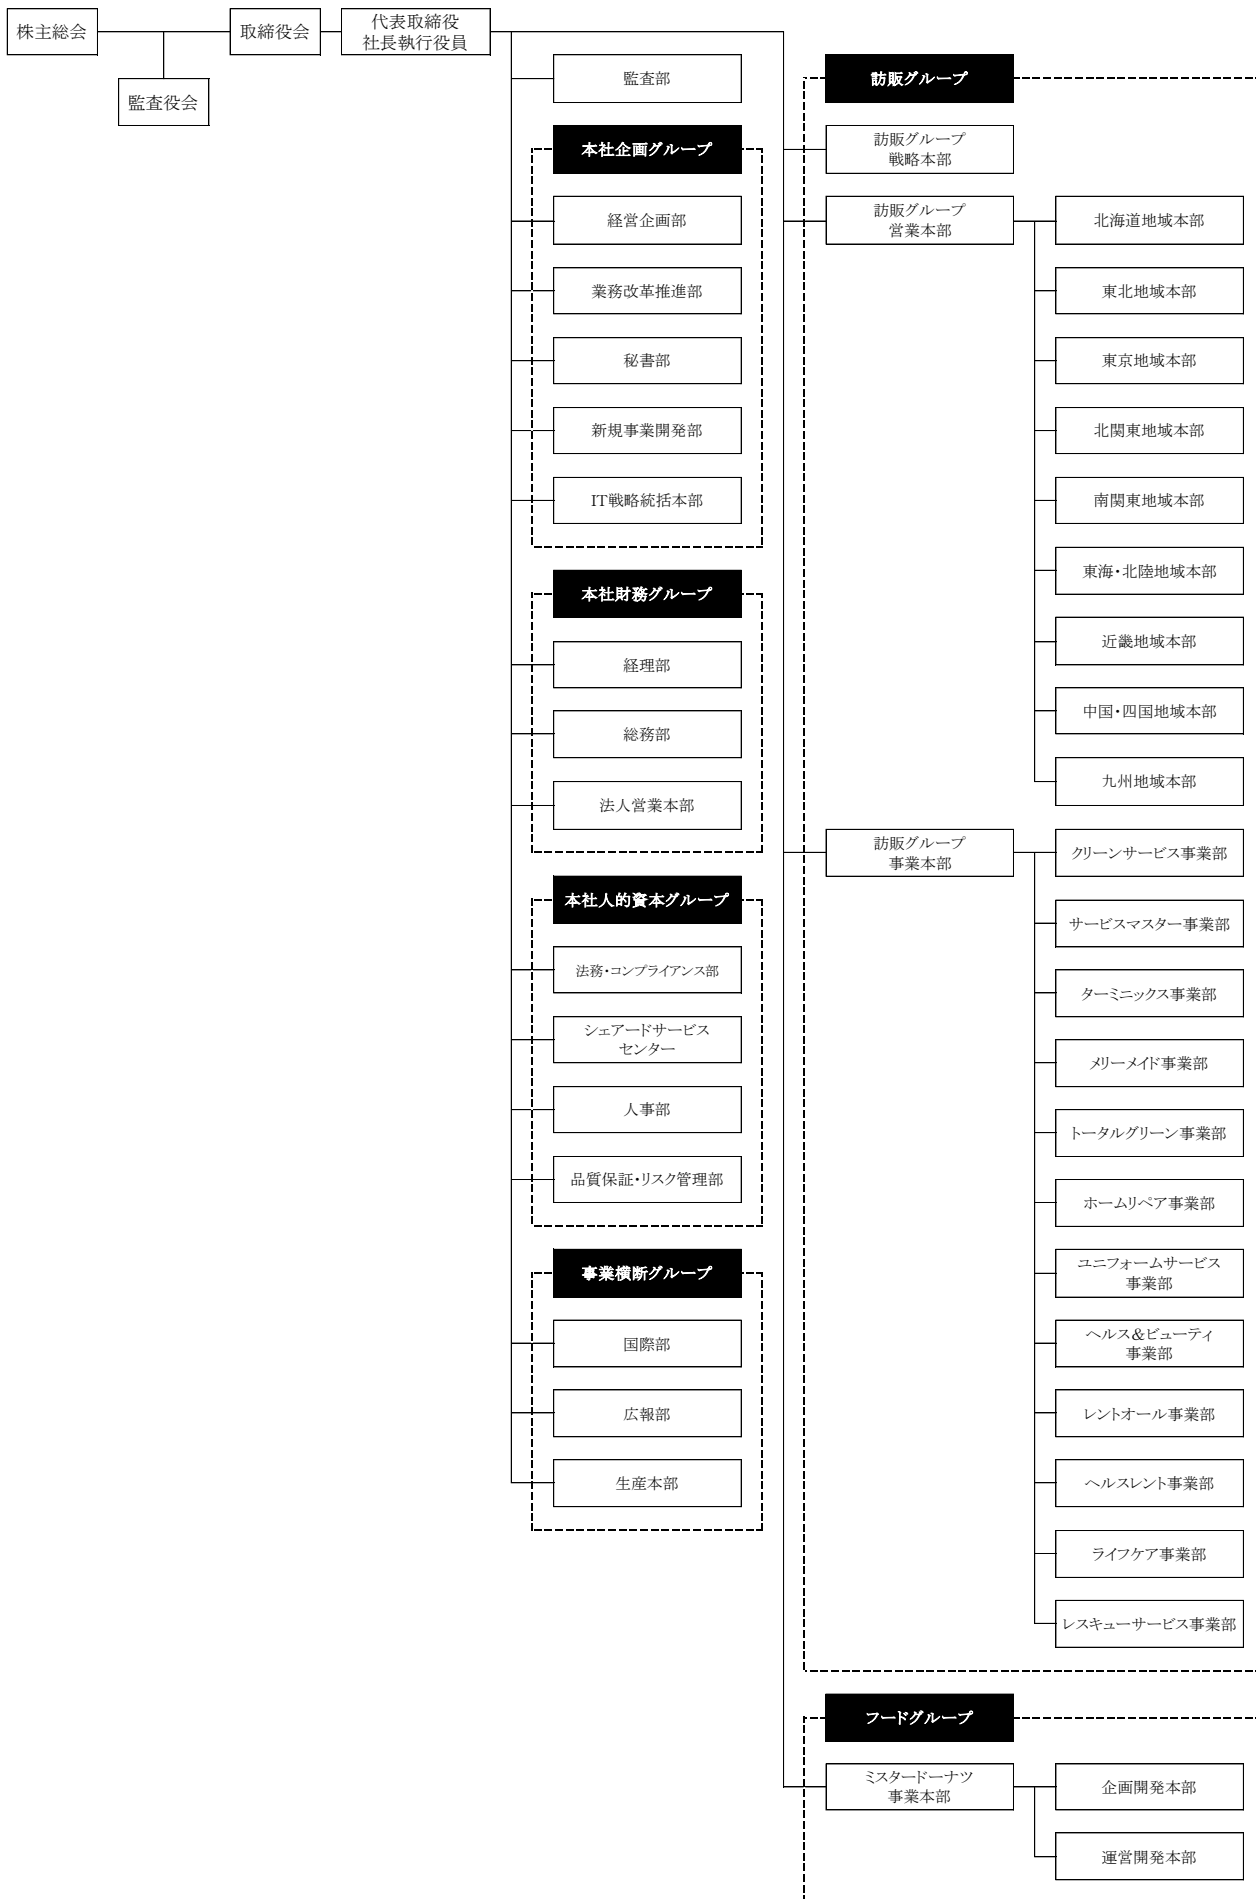 株主総会
監査役会
取締役会
代表取締役
社長執行役員
監査部
本社企画グループ
経営企画部
業務改革推進部
秘書部
新規事業開発部
IT戦略統括本部
本社財務グループ
経理部
総務部
法人営業本部
本社人的資本グループ
法務・コンプライアンス部
シェアードサービス
センター
人事部
品質保証・リスク管理部
事業横断グループ
国際部
広報部
生産本部
訪販グループ
訪販グループ
戦略本部
訪販グループ
営業本部
北海道地域本部
東北地域本部
東京地域本部
北関東地域本部
南関東地域本部
東海・北陸地域本部
近畿地域本部
中国・四国地域本部
九州地域本部
訪販グループ
事業本部
クリーンサービス事業部
サービスマスター事業部
ターミニックス事業部
メリーメイド事業部
トータルグリーン事業部
ホームリペア事業部
ユニフォームサービス
事業部
ヘルス&ビューティ
事業部
レントオール事業部
ヘルスレント事業部
ライフケア事業部
レスキューサービス事業部
フードグループ
ミスタードーナツ
事業本部
企画開発本部
運営開発本部